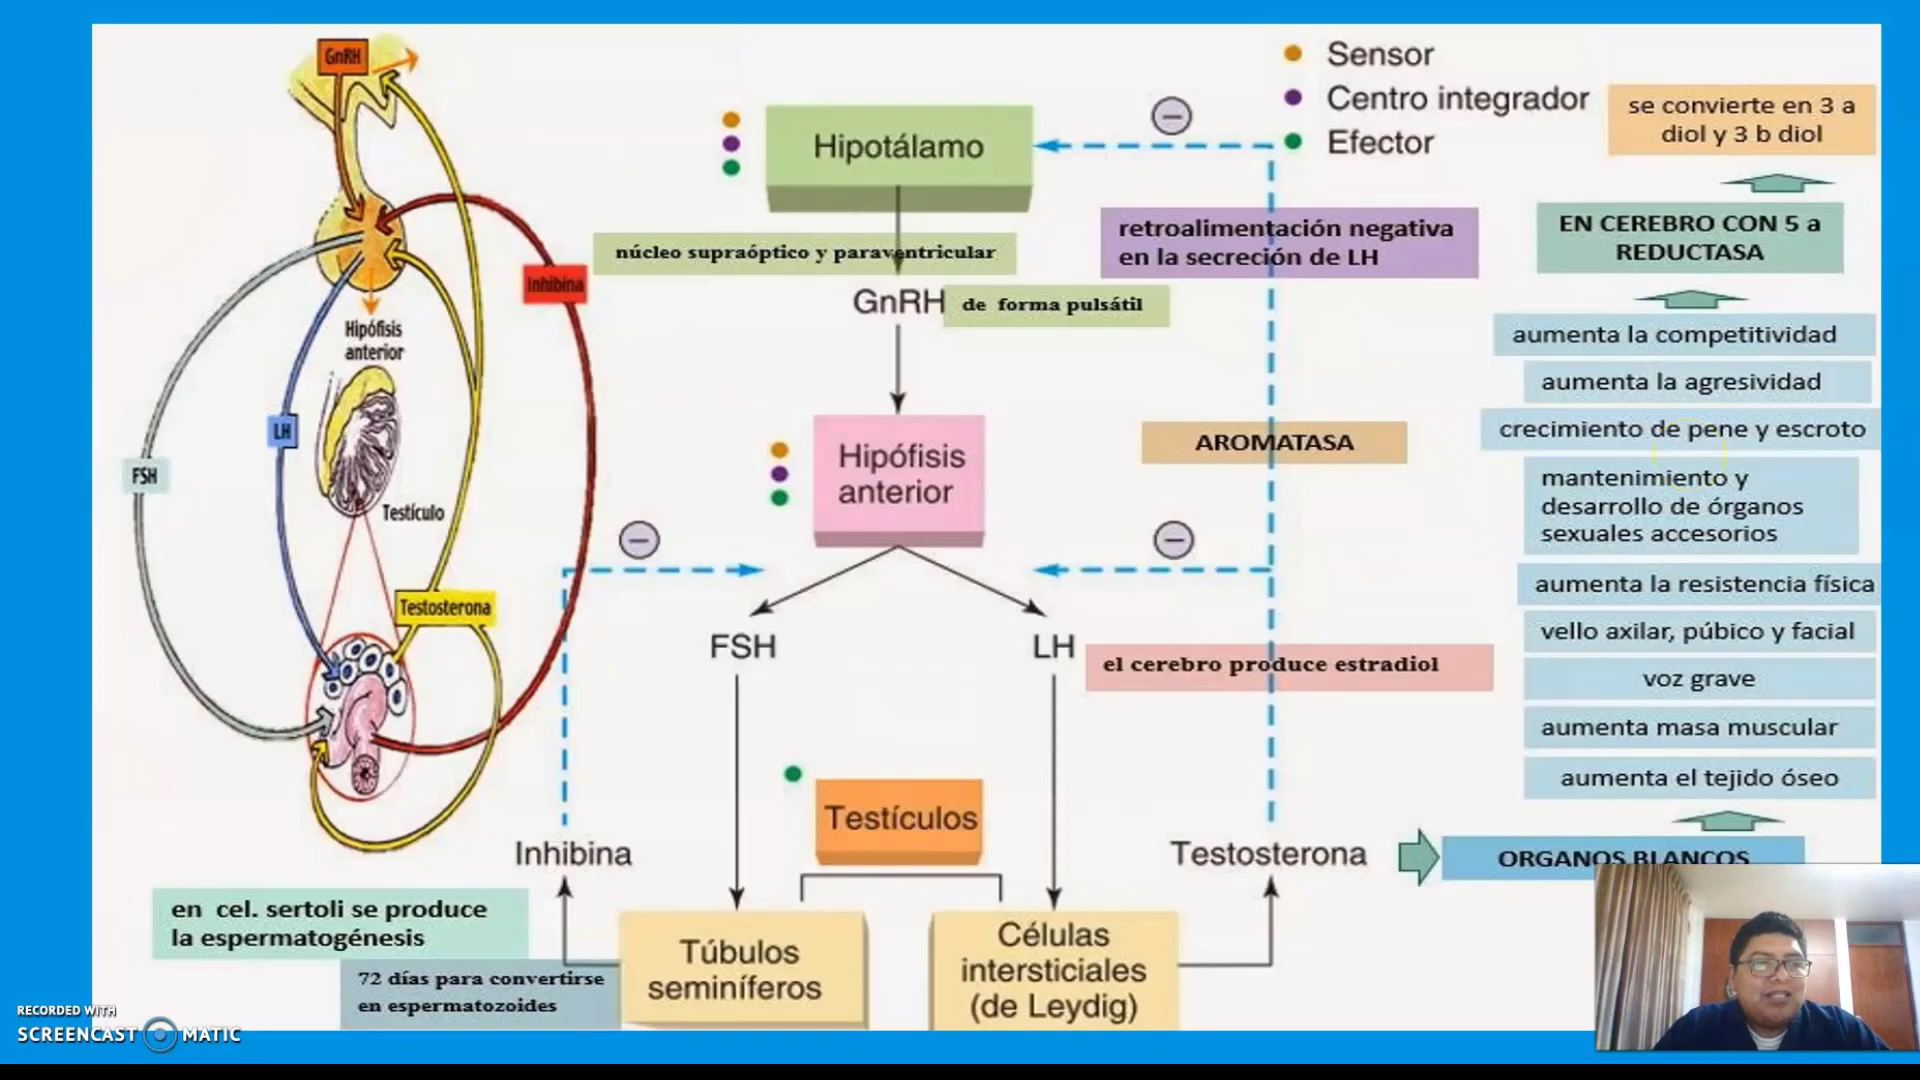 GnRH
Hipófisis
anterior
Inhibina
LH
FSH
Testículo
Testosterona
Sensor
Centro integrador
Efector
Hipotálamo
núcleo supraóptico y paraventricular
GnRH
de forma pulsátil
retroalimentación negativa
en la secreción de LH
Hipófisis
anterior
AROMATASA
FSH
LH
el cerebro produce estradiol
Testículos
Inhibina
Testosterona
en cel. sertoli se produce
la espermatogénesis
72 días para convertirse
en espermatozoides
Túbulos
seminíferos
Células
intersticiales
(de Leydig)
se convierte en 3 a
diol y 3 b diol
EN CEREBRO CON 5 a
REDUCTASA
aumenta la competitividad
aumenta la agresividad
crecimiento de pene y escroto
mantenimiento y
desarrollo de órganos
sexuales accesorios
aumenta la resistencia física
vello axilar, púbico y facial
voz grave
aumenta masa muscular
aumenta el tejido óseo
ORGANOS BLANCOS
RECORDED WITH
SCREENCAST MATIC